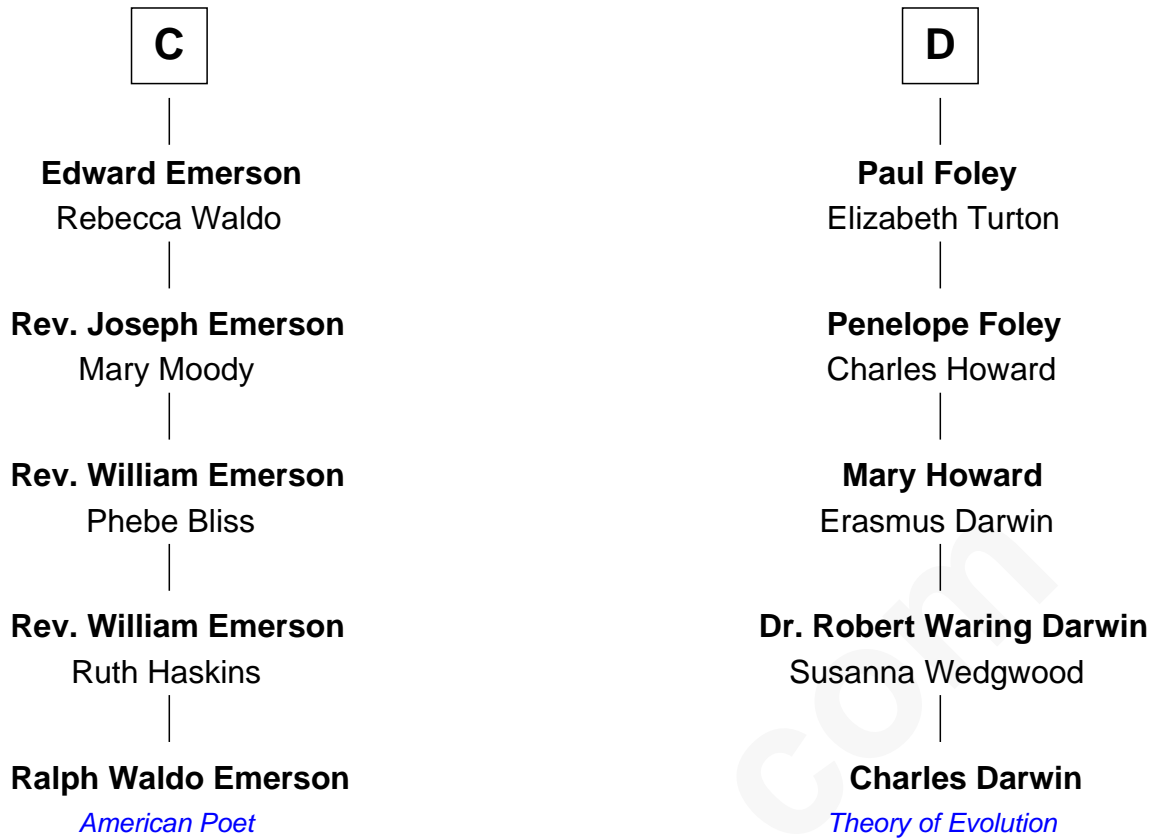 C
Edward Emerson
Rebecca Waldo
Rev. Joseph Emerson
Mary Moody
Rev. William Emerson
Phebe Bliss
Rev. William Emerson
Ruth Haskins
Ralph Waldo Emerson
American Poet
D
Paul Foley
Elizabeth Turton
Penelope Foley
Charles Howard
Mary Howard
Erasmus Darwin
Dr. Robert Waring Darwin
Susanna Wedgwood
Charles Darwin
Theory of Evolution
com